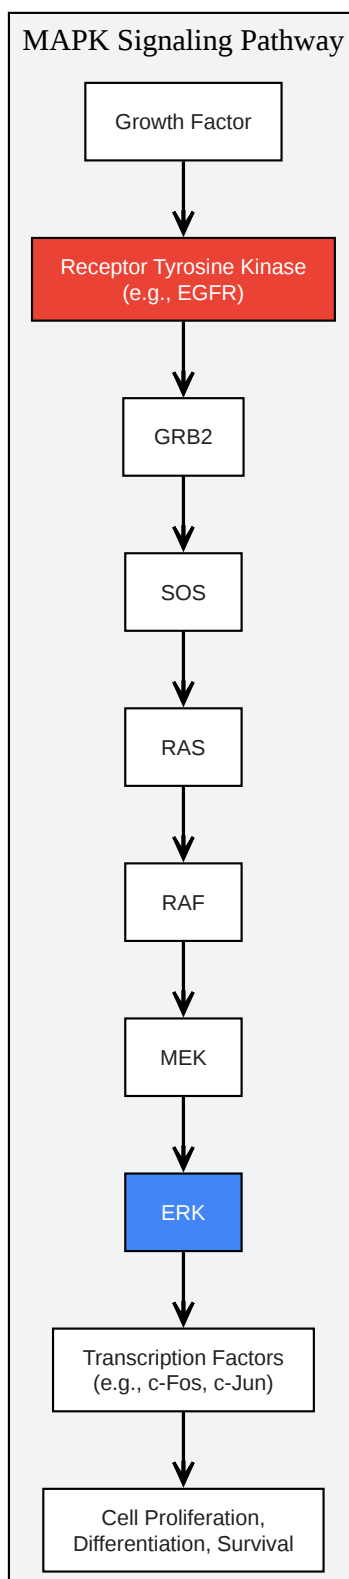 MAPK Signaling Pathway
Growth Factor
Receptor Tyrosine Kinase
(e.g., EGFR)
GRB2
SOS
RAS
RAF
MEK
ERK
Transcription Factors
(e.g., c-Fos, c-Jun)
Cell Proliferation,
Differentiation, Survival